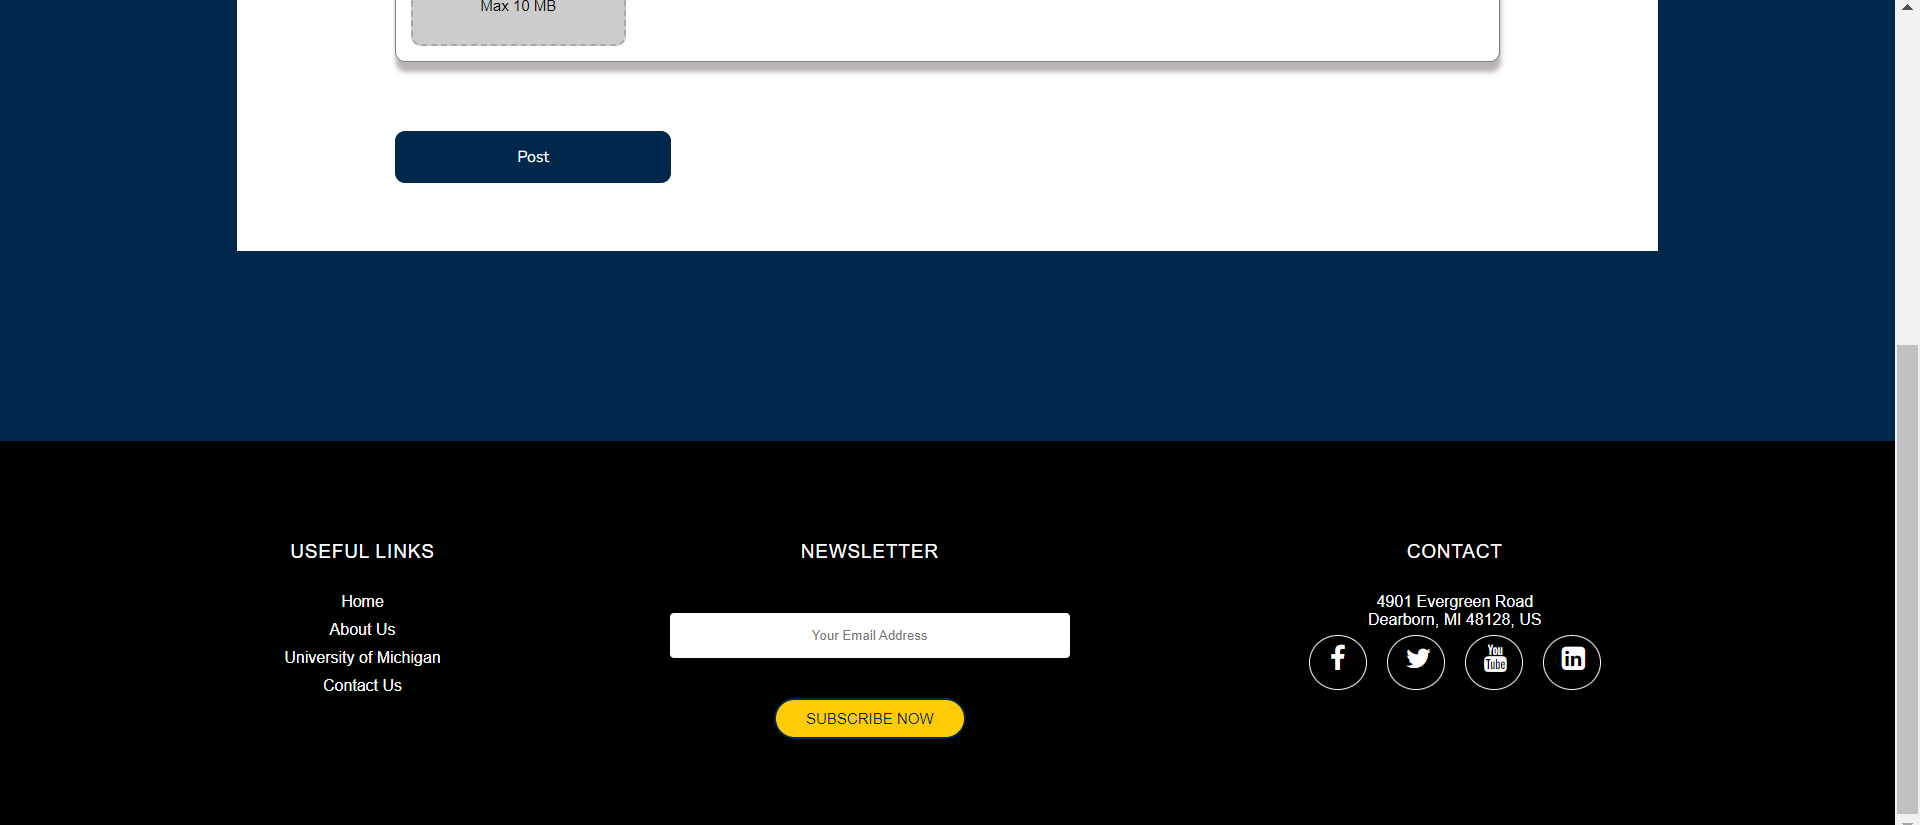 Max 10 MB
Post
USEFUL LINKS
Home
About Us
University of Michigan
Contact Us
NEWSLETTER
Your Email Address
SUBSCRIBE NOW
CONTACT
4901 Evergreen Road
Dearborn, MI 48128, US
You
Tube
in